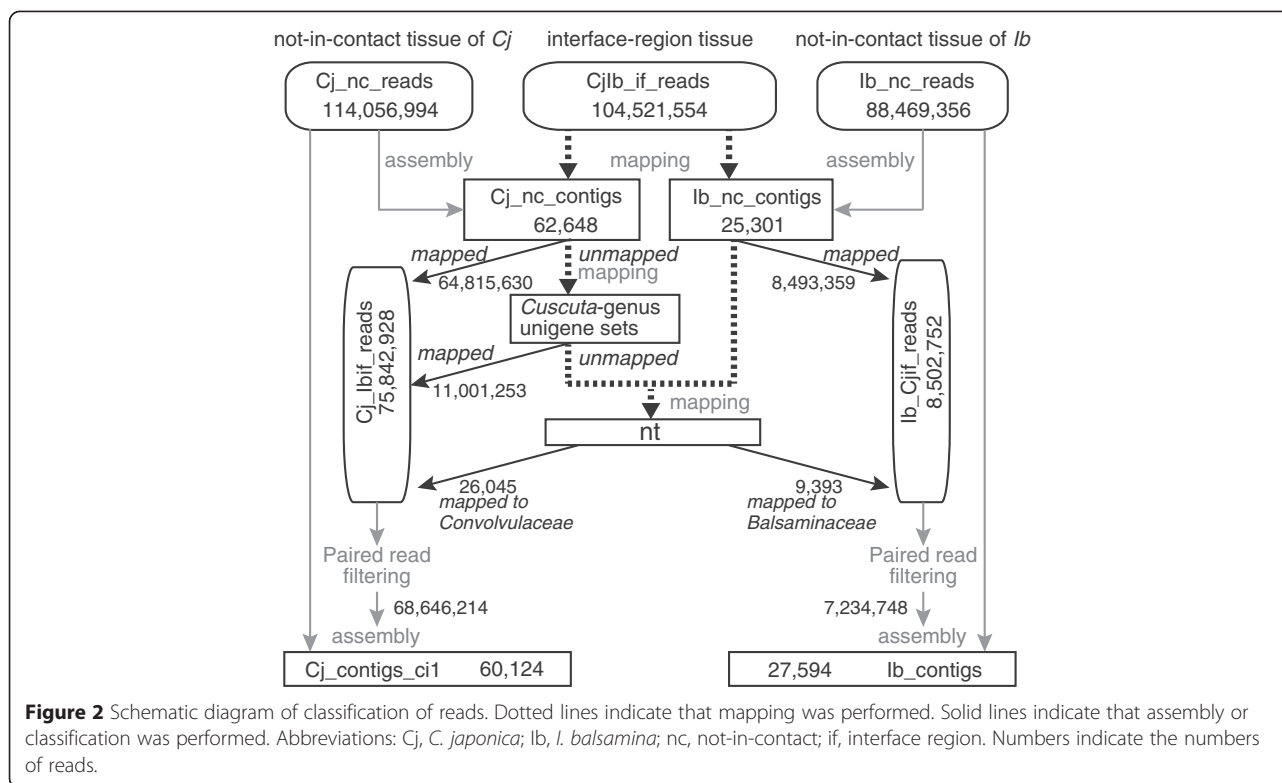 not-in-contact tissue of Cj
interface-region tissue
not-in-contact tissue of Ib
Cj_nc_reads
114,056,994
CjIb_if_reads
104,521,554
Ib_nc_reads
88,469,356
assembly
mapping
assembly
Cj_nc_contigs
62,648
Ib_nc_contigs
25,301
mapped
unmapped
mapped
64,815,630
mapping
8,493,359
Cuscuta-genus
unigene sets
Cj_Ibif_reads
75,842,928
Ib_Cjif_reads
8,502,752
mapped
unmapped
11,001,253
mapping
nt
26,045
mapped to
Convolvulaceae
9,393
mapped to
Balsaminaceae
Paired read
filtering
Paired read
filtering
68,646,214
7,234,748
assembly
assembly
Cj_contigs_ci1 60,124
27,594 Ib_contigs
Figure 2 Schematic diagram of classification of reads. Dotted lines indicate that mapping was performed. Solid lines indicate that assembly or
classification was performed. Abbreviations: Cj, C. japonica; Ib, I. balsamina; nc, not-in-contact; if, interface region. Numbers indicate the numbers
of reads.